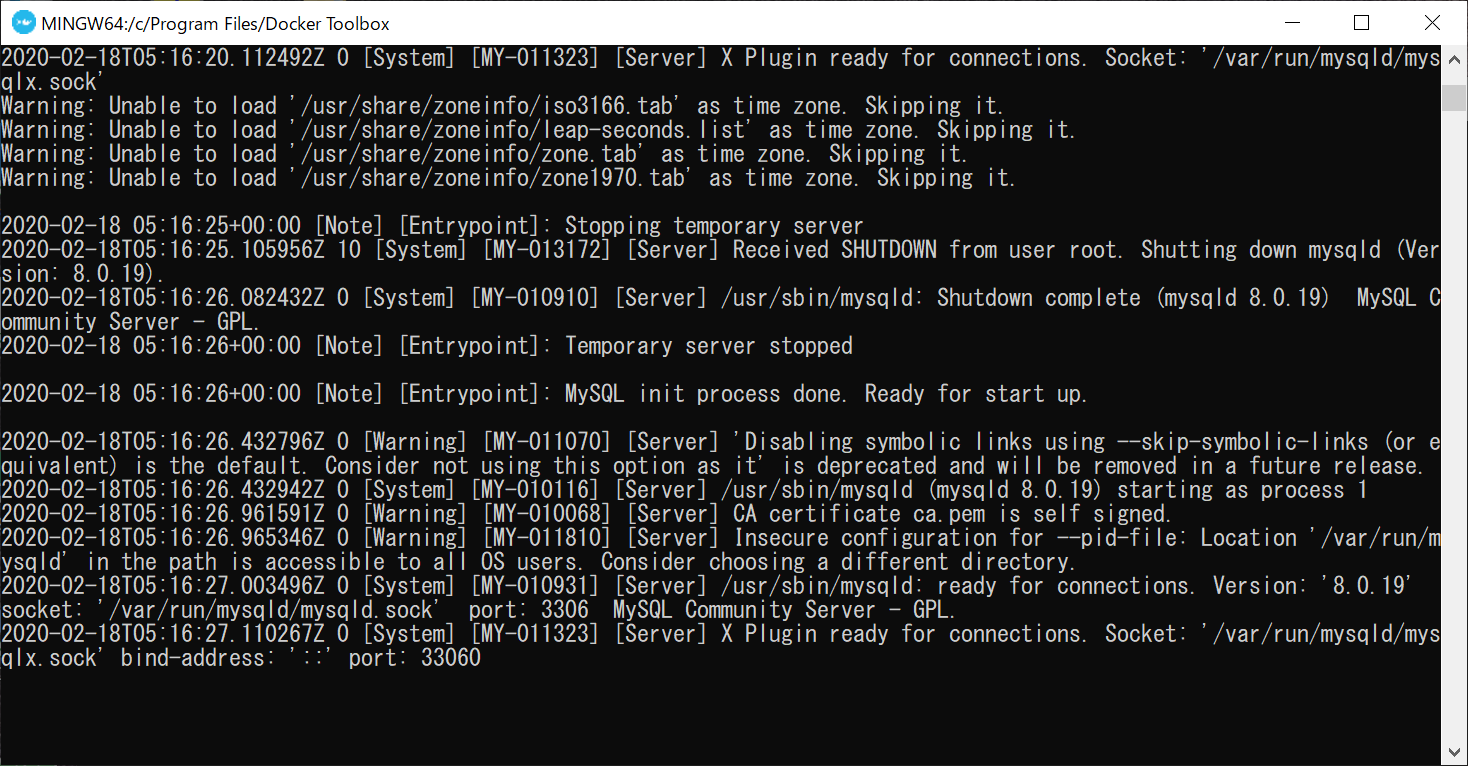 MINGW64:/c/Program Files/Docker Toolbox
2020-02-18T05:16:20.112492Z 0 [System] [MY-011323] [Server] X Plugin ready for connections. Socket: '/var/run/mysqld/mys
qlx.sock'
Warning: Unable to load '/usr/share/zoneinfo/iso3166.tab' as time zone. Skipping it.
Warning: Unable to load '/usr/share/zoneinfo/leap-seconds.list' as time zone. Skipping it.
Warning: Unable to load '/usr/share/zoneinfo/zone.tab' as time zone. Skipping it.
Warning: Unable to load '/usr/share/zoneinfo/zone1970.tab' as time zone. Skipping it.
2020-02-18 05:16:25+00:00 [Note] [Entrypoint]: Stopping temporary server
2020-02-18T05:16:25.105956Z 10 [System] [MY-013172] [Server] Received SHUTDOWN from user root. Shutting down mysqld (Ver
sion: 8.0.19).
2020-02-18T05:16:26.082432Z 0 [System] [MY-010910] [Server] /usr/sbin/mysqld: Shutdown complete (mysqld 8.0.19)  MySQL C
ommunity Server - GPL.
2020-02-18 05:16:26+00:00 [Note] [Entrypoint]: Temporary server stopped
2020-02-18 05:16:26+00:00 [Note] [Entrypoint]: MySQL init process done. Ready for start up.
2020-02-18T05:16:26.432796Z 0 [Warning] [MY-011070] [Server] 'Disabling symbolic links using --skip-symbolic-links (or e
quivalent) is the default. Consider not using this option as it' is deprecated and will be removed in a future release.
2020-02-18T05:16:26.432942Z 0 [System] [MY-010116] [Server] /usr/sbin/mysqld (mysqld 8.0.19) starting as process 1
2020-02-18T05:16:26.961591Z 0 [Warning] [MY-010068] [Server] CA certificate ca.pem is self signed.
2020-02-18T05:16:26.965346Z 0 [Warning] [MY-011810] [Server] Insecure configuration for --pid-file: Location '/var/run/m
ysqld' in the path is accessible to all OS users. Consider choosing a different directory.
2020-02-18T05:16:27.003496Z 0 [System] [MY-010931] [Server] /usr/sbin/mysqld: ready for connections. Version: '8.0.19'
socket: '/var/run/mysqld/mysqld.sock'  port: 3306  MySQL Community Server - GPL.
2020-02-18T05:16:27.110267Z 0 [System] [MY-011323] [Server] X Plugin ready for connections. Socket: '/var/run/mysqld/mys
qlx.sock' bind-address: '::' port: 33060